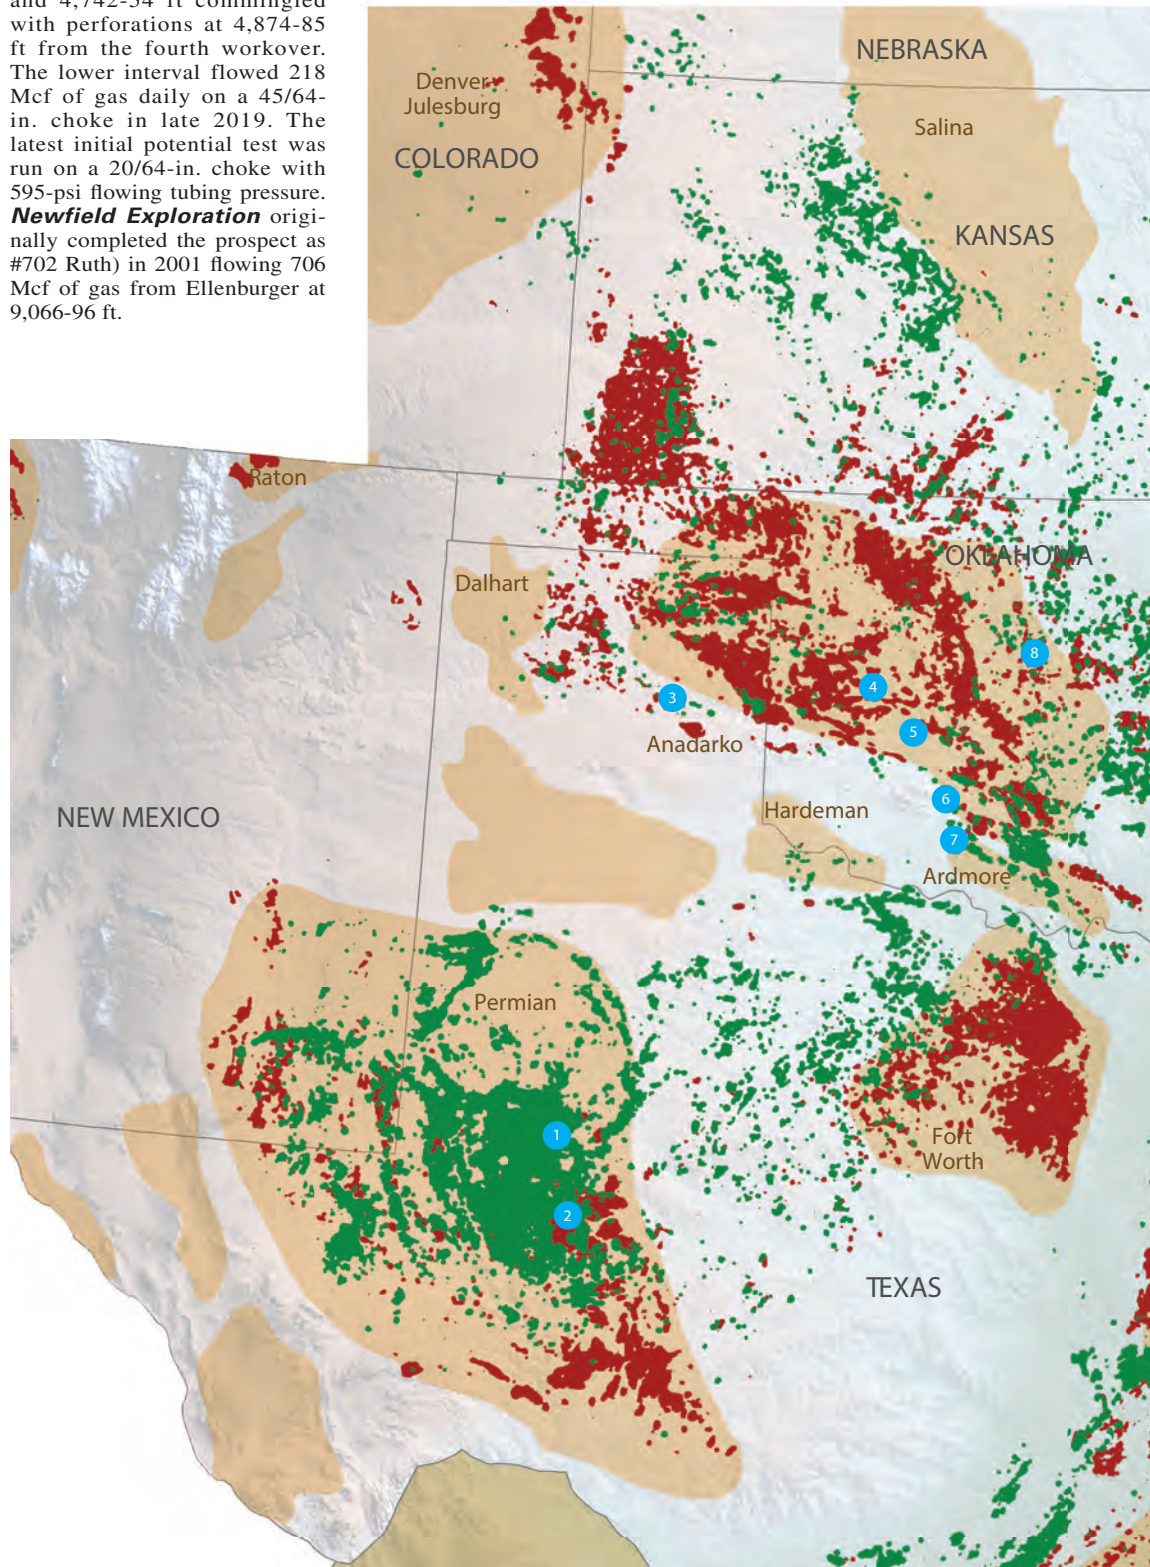 and 4,742-54 ft commingled
with perforations at 4,874-85
ft from the fourth workover.
The lower interval flowed 218
Mcf of gas daily on a 45/64-
in. choke in late 2019. The
latest initial potential test was
run on a 20/64-in. choke with
595-psi flowing tubing pressure.
Newfield Exploration origi-
nally completed the prospect as
#702 Ruth) in 2001 flowing 706
Mcf of gas from Ellenburger at
9,066-96 ft.
NEBRASKA
Denver
Julesburg
Salina
COLORADO
KANSAS
Raton
OKLAHOMA
Dalhart
8
4
3
5
Anadarko
6
Hardeman
NEW MEXICO
7
Ardmore
Permian
1
Fort
Worth
2
TEXAS